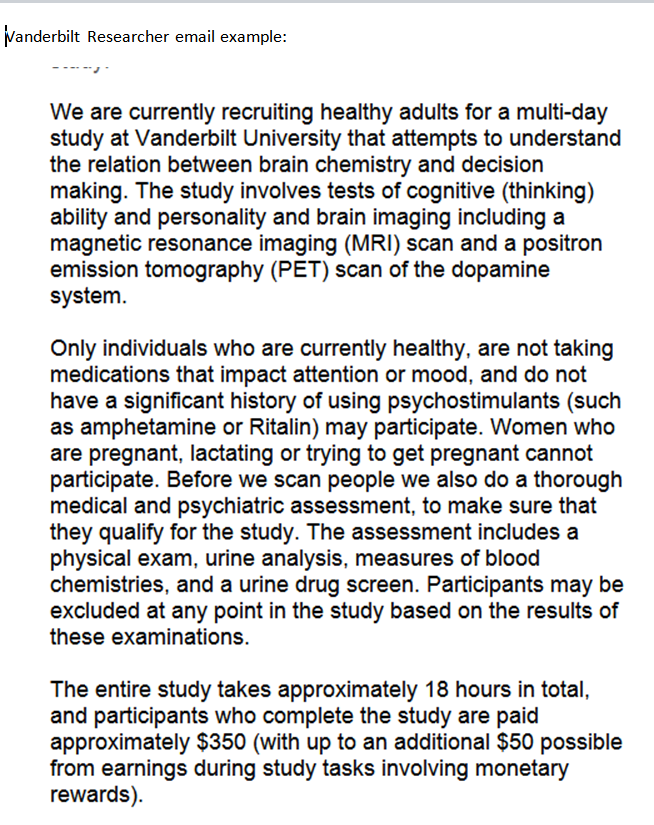 Vanderbilt Researcher email example:
We are currently recruiting healthy adults for a multi-day
study at Vanderbilt University that attempts to understand
the relation between brain chemistry and decision
making. The study involves tests of cognitive (thinking)
ability and personality and brain imaging including a
magnetic resonance imaging (MRI) scan and a positron
emission tomography (PET) scan of the dopamine
system.
Only individuals who are currently healthy, are not taking
medications that impact attention or mood, and do not
have a significant history of using psychostimulants (such
as amphetamine or Ritalin) may participate. Women who
are pregnant, lactating or trying to get pregnant cannot
participate. Before we scan people we also do a thorough
medical and psychiatric assessment, to make sure that
they qualify for the study. The assessment includes a
physical exam, urine analysis, measures of blood
chemistries, and a urine drug screen. Participants may be
excluded at any point in the study based on the results of
these examinations.
The entire study takes approximately 18 hours in total,
and participants who complete the study are paid
approximately $350 (with up to an additional $50 possible
from earnings during study tasks involving monetary
rewards).